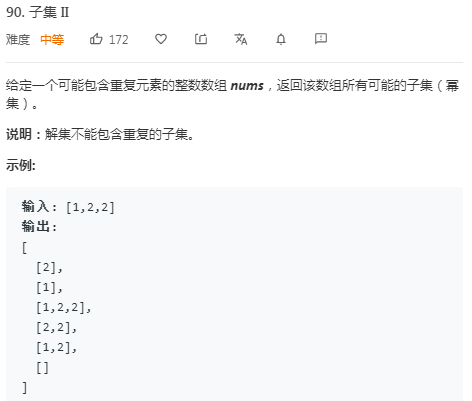 90. 子集 II
难度 中等 172
给定一个可能包含重复元素的整数数组 nums，返回该数组所有可能的子集（幂
集）。
说明：解集不能包含重复的子集。
示例:
输入: [1,2,2]
输出:
[
[2],
[1],
[1,2,2],
[2,2],
[1,2],
[]
]